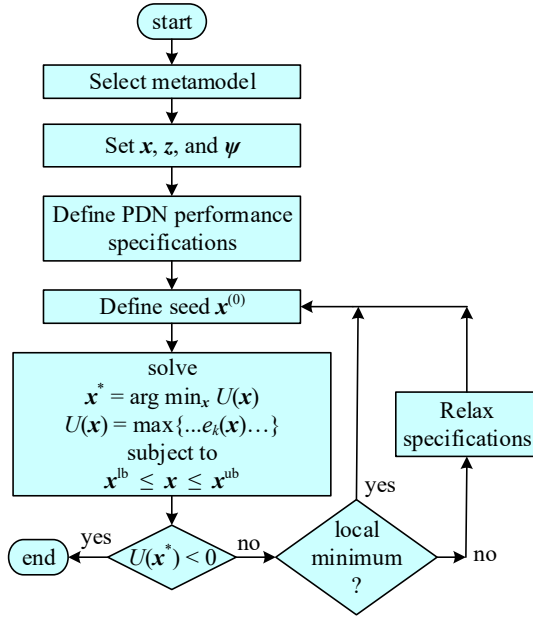 start
Select metamodel
Set x, z, and ψ
Define PDN performance
specifications
Define seed x⁽⁰⁾
solve
x* = arg minₓ U(x)
U(x) = max{...eₖ(x)…}
subject to
xˡᵇ ≤ x ≤ xᵘᵇ
Relax
specifications
yes
local
minimum
?
no
yes
U(x*) < 0
no
end